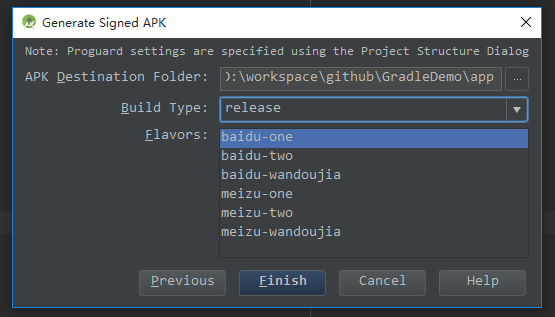 Generate Signed APK
Note: Proguard settings are specified using the Project Structure Dialog
APK Destination Folder: D:\workspace\github\GradleDemo\app ...
Build Type: release
Flavors: baidu-one
baidu-two
baidu-wandoujia
meizu-one
meizu-two
meizu-wandoujia
Previous Finish Cancel Help